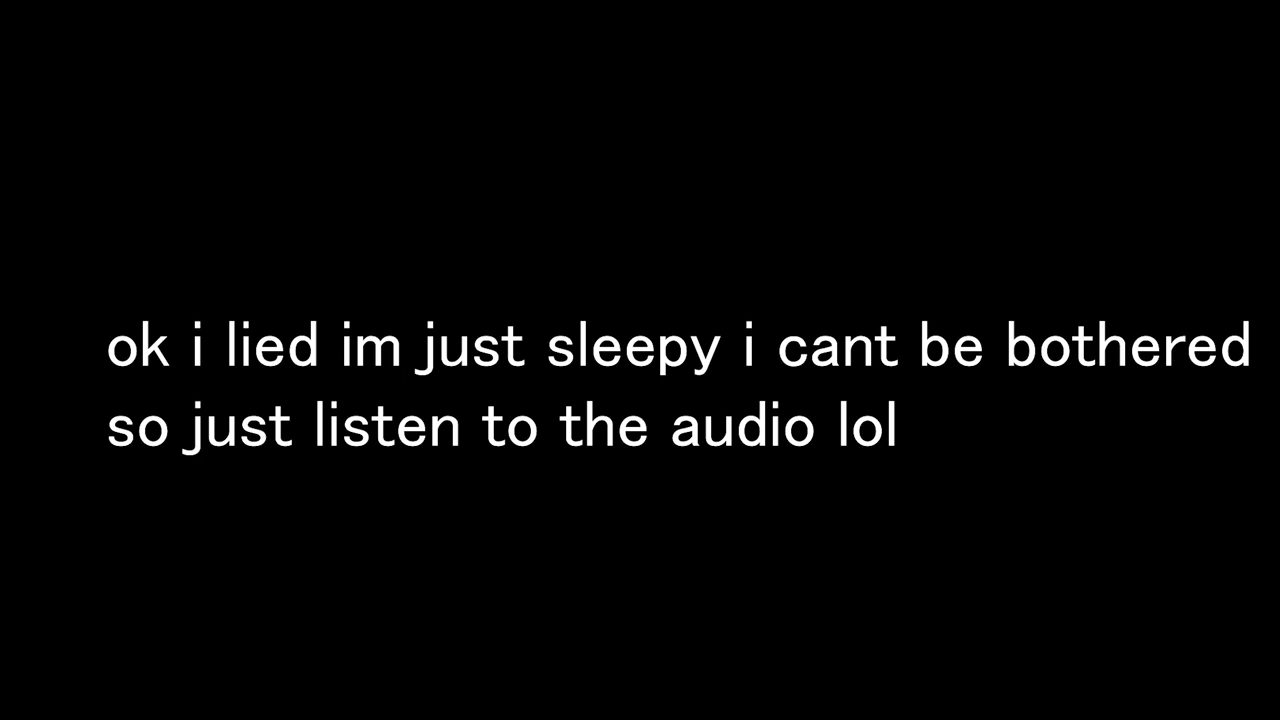 ok i lied im just sleepy i cant be bothered
so just listen to the audio lol